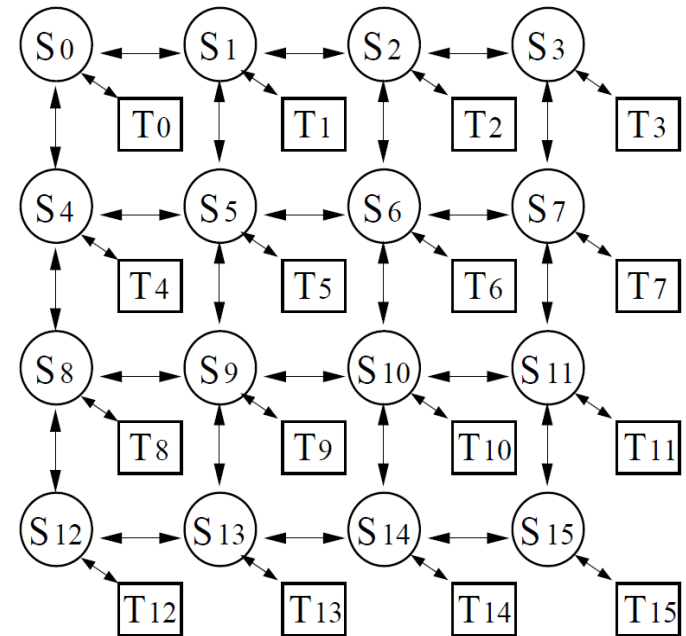 S0 S1 S2 S3
T0 T1 T2 T3
S4 S5 S6 S7
T4 T5 T6 T7
S8 S9 S10 S11
T8 T9 T10 T11
S12 S13 S14 S15
T12 T13 T14 T15